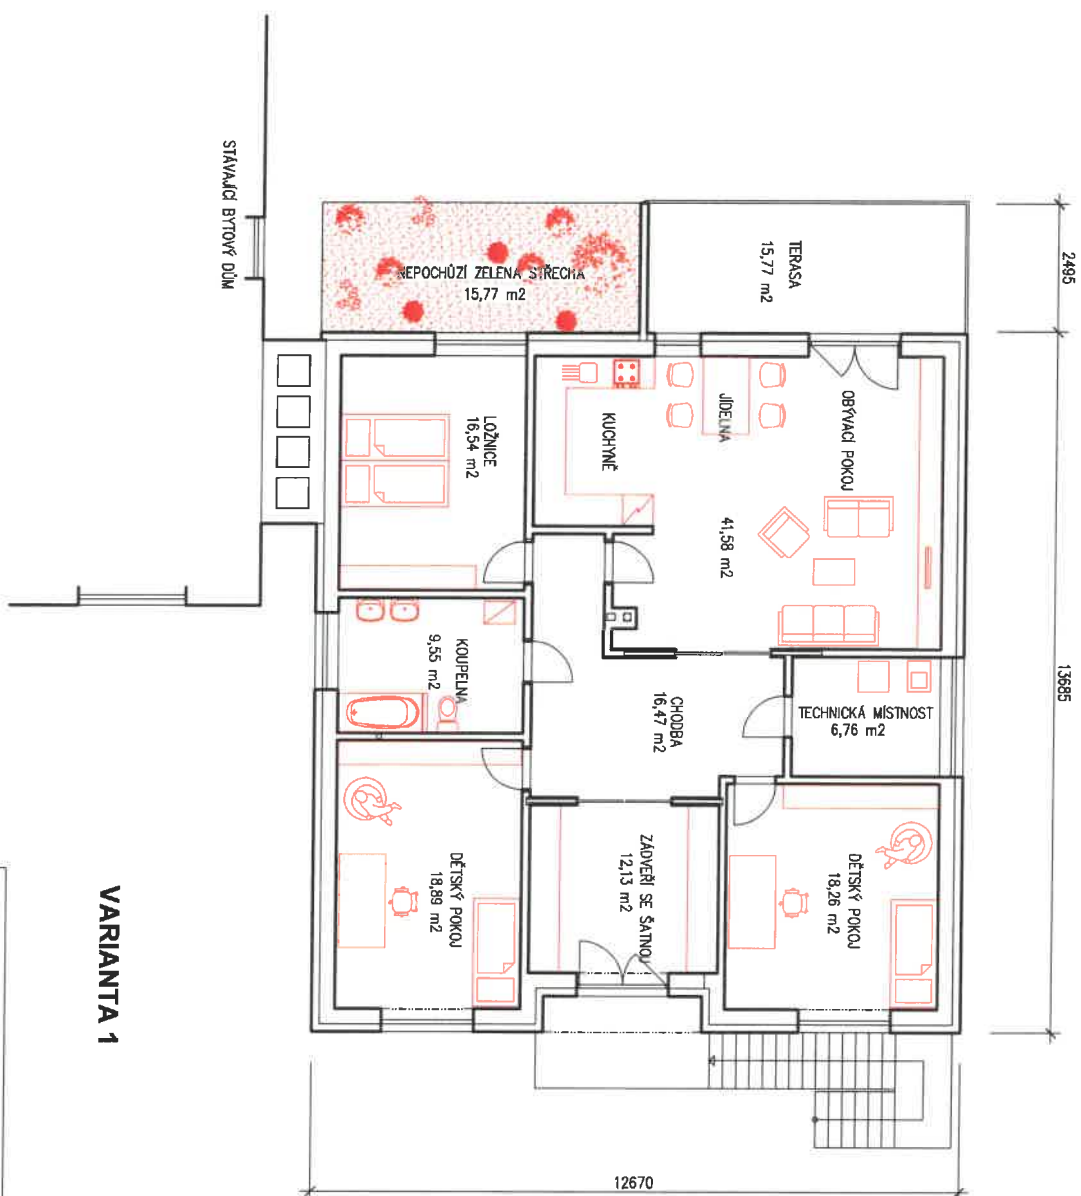 2495
13685
STÁVAJÍCÍ BYTOVÝ DŮM
NEPOCHŮZÍ ZELENÁ STŘECHA
15,77 m2
TERASA
15,77 m2
LOŽNICE
16,54 m2
KUCHYNĚ
JÍDELNA
OBÝVACÍ POKOJ
41,58 m2
KOUPELNA
9,55 m2
CHODBA
16,47 m2
TECHNICKÁ MÍSTNOST
6,76 m2
DĚTSKÝ POKOJ
18,89 m2
ZÁDVEŘÍ SE ŠATNOU
12,13 m2
DĚTSKÝ POKOJ
18,26 m2
VARIANTA 1
12670